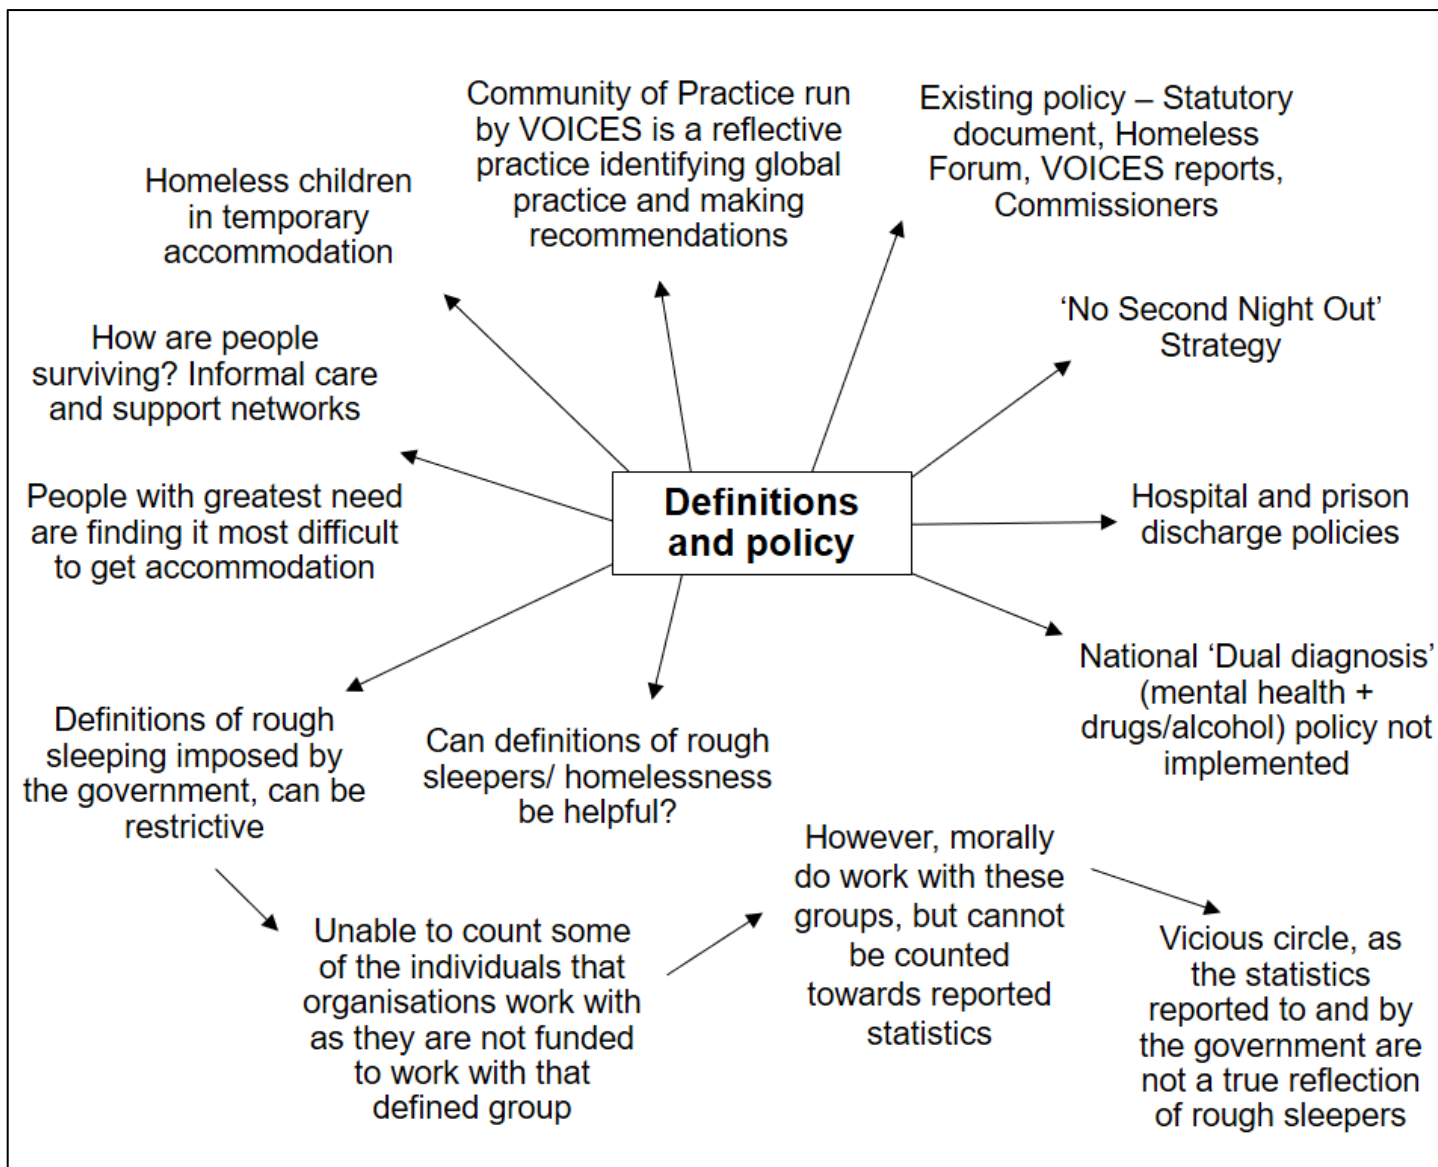 Community of Practice run
by VOICES is a reflective
practice identifying global
practice and making
recommendations
Existing policy – Statutory
document, Homeless
Forum, VOICES reports,
Commissioners
Homeless children
in temporary
accommodation
‘No Second Night Out’
Strategy
How are people
surviving? Informal care
and support networks
Definitions
and policy
People with greatest need
are finding it most difficult
to get accommodation
Hospital and prison
discharge policies
National ‘Dual diagnosis’
(mental health +
drugs/alcohol) policy not
implemented
Definitions of rough
sleeping imposed by
the government, can be
restrictive
Can definitions of rough
sleepers/ homelessness
be helpful?
Unable to count some
of the individuals that
organisations work with
as they are not funded
to work with that
defined group
However, morally
do work with these
groups, but cannot
be counted
towards reported
statistics
Vicious circle, as
the statistics
reported to and by
the government are
not a true reflection
of rough sleepers